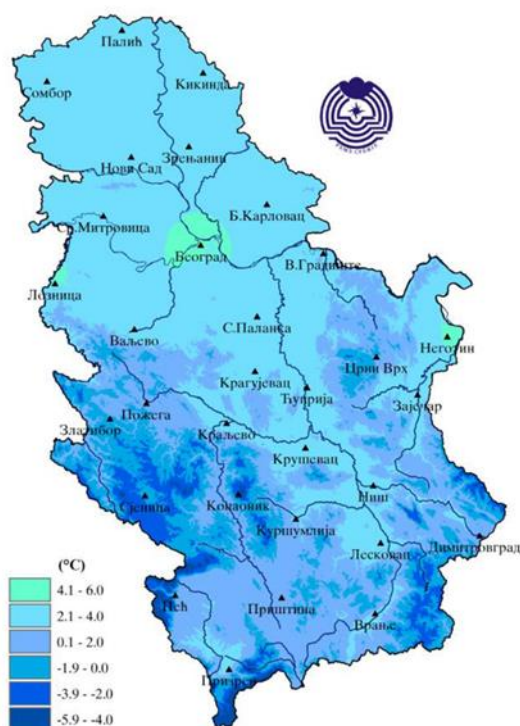 Палић
Кикинда
Сомбор
Зрењанин
Нови Сад
Б.Карловац
Ср.Митровица
Београд
В.Градиште
Лозница
С.Паланка
Ваљево
Неготин
Црни Врх
Крагујевац
Ћуприја
Зајечар
Пожега
Златибор
Краљево
Крушевац
Ниш
Сјеница
Копаоник
Куршумлија
Димитровград
Лесковац
(°C)
4.1 - 6.0
2.1 - 4.0
0.1 - 2.0
-1.9 - 0.0
-3.9 - -2.0
-5.9 - -4.0
Пећ
Приштина
Врање
Призрен